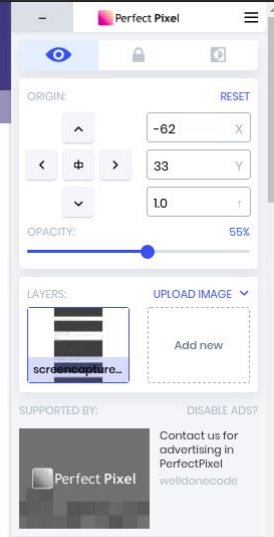 Perfect Pixel
ORIGIN:
RESET
-62 X
33 Y
1.0 ↑
OPACITY:
55%
LAYERS:
UPLOAD IMAGE
screencapture...
Add new
SUPPORTED BY:
DISABLE ADS?
Perfect Pixel
Contact us for
advertising in
PerfectPixel
welldonecode